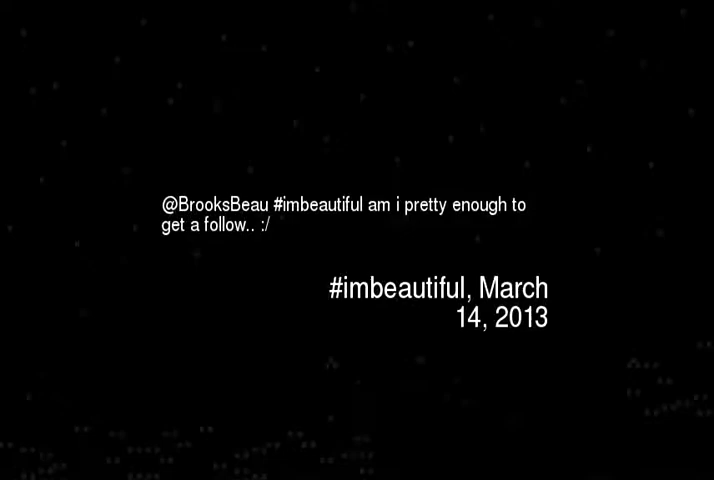 @BrooksBeau #imbeautiful am i pretty enough to
get a follow.. :/
#imbeautiful, March
14, 2013